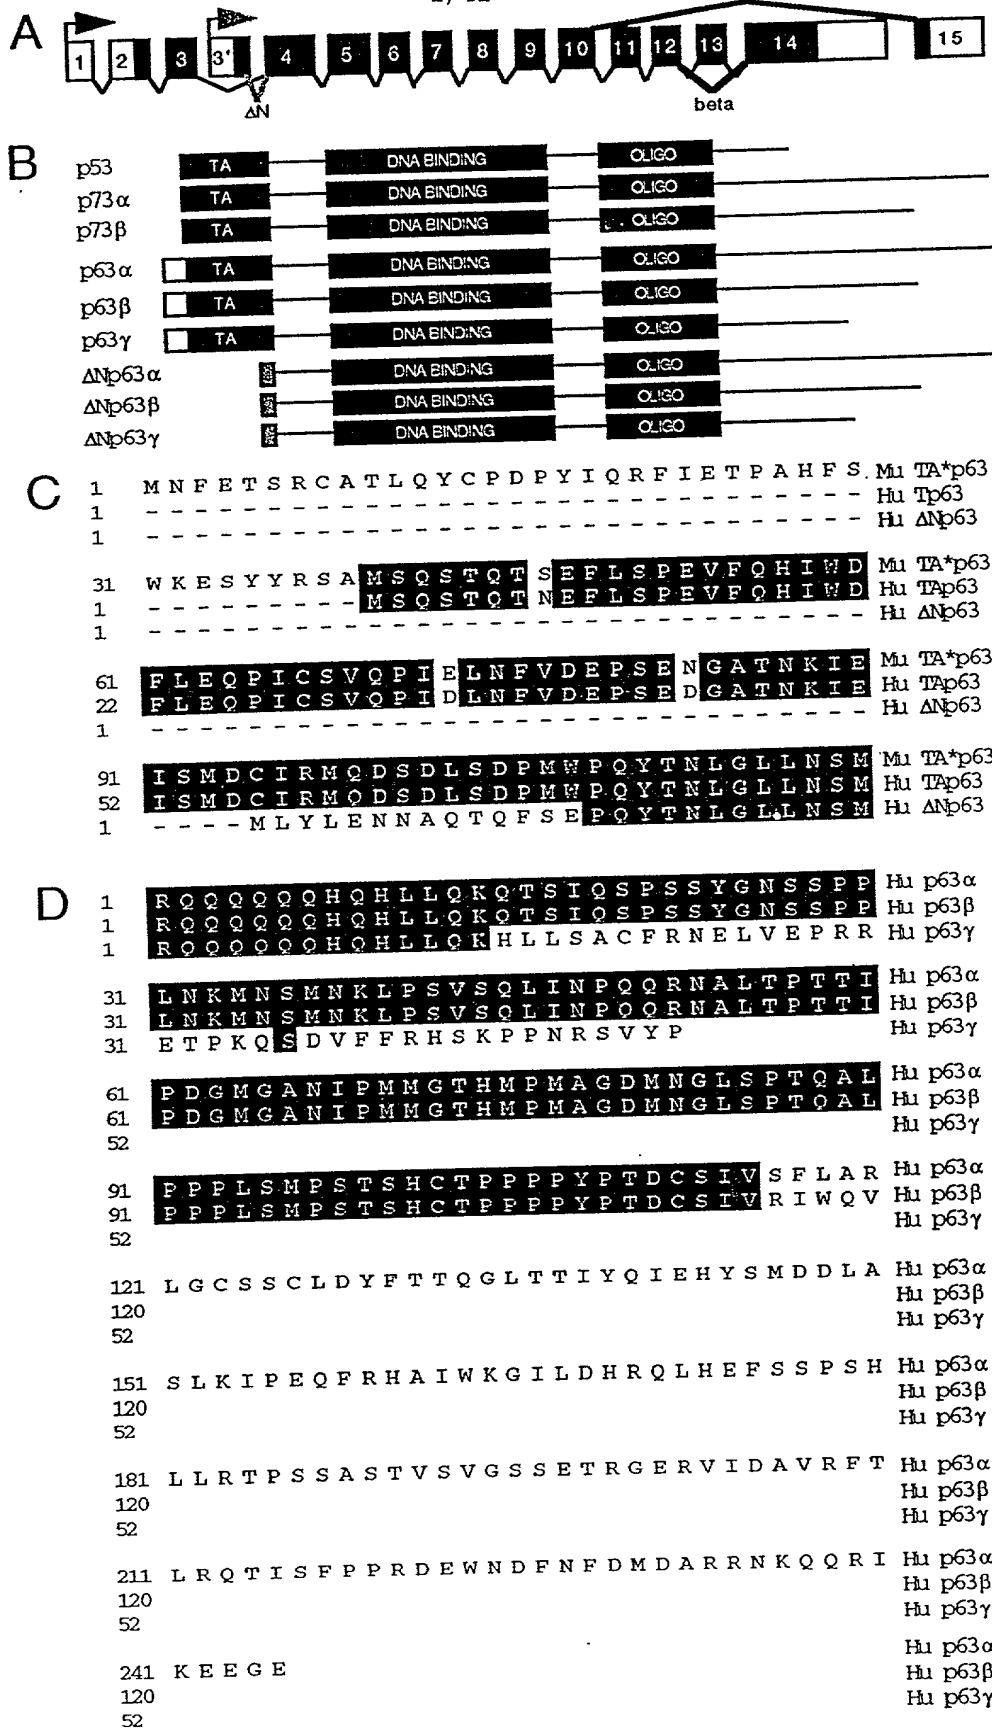 A
1 2 3 3' 4 5 6 7 8 9 10 11 12 13 14 15
ΔN
beta
B
p53 TA DNA BINDING OLIGO
p73α TA DNA BINDING OLIGO
p73β TA DNA BINDING OLIGO
p63α TA DNA BINDING OLIGO
p63β TA DNA BINDING OLIGO
p63γ TA DNA BINDING OLIGO
ΔNp63α DNA BINDING OLIGO
ΔNp63β DNA BINDING OLIGO
ΔNp63γ DNA BINDING OLIGO
C
1 M N F E T S R C A T L Q Y C P D P Y I Q R F I E T P A H F S Mu TA*p63
1 - - - - - - - - - - - - - - - - - - - - - - - - - - - - - - Hu Tp63
1 - - - - - - - - - - - - - - - - - - - - - - - - - - - - - - Hu ΔNp63
31 W K E S Y Y R S A M S Q S T Q T S E F L S P E V F Q H I W D Mu TA*p63
1 - - - - - - - - - M S Q S T Q T N E F L S P E V F Q H I W D Hu TAp63
1 - - - - - - - - - - - - - - - - - - - - - - - - - - - - - - Hu ΔNp63
61 F L E Q P I C S V Q P I E L N F V D E P S E N G A T N K I E Mu TA*p63
22 F L E Q P I C S V Q P I D L N F V D E P S E D G A T N K I E Hu TAp63
1 - - - - - - - - - - - - - - - - - - - - - - - - - - - - - - Hu ΔNp63
91 I S M D C I R M Q D S D L S D P M W P Q Y T N L G L L N S M Mu TA*p63
52 I S M D C I R M Q D S D L S D P M W P Q Y T N L G L L N S M Hu TAp63
1 - - - - M L Y L E N N A Q T Q F S E P Q Y T N L G L L N S M Hu ΔNp63
D
1 R Q Q Q Q Q Q H Q H L L Q K Q T S I Q S P S S Y G N S S P P Hu p63α
1 R Q Q Q Q Q Q H Q H L L Q K Q T S I Q S P S S Y G N S S P P Hu p63β
1 R Q Q Q Q Q Q H Q H L L Q K H L L S A C F R N E L V E P R R Hu p63γ
31 L N K M N S M N K L P S V S Q L I N P Q Q R N A L T P T T I Hu p63α
31 L N K M N S M N K L P S V S Q L I N P Q Q R N A L T P T T I Hu p63β
31 E T P K Q S D V F F R H S K P P N R S V Y P Hu p63γ
61 P D G M G A N I P M M G T H M P M A G D M N G L S P T Q A L Hu p63α
61 P D G M G A N I P M M G T H M P M A G D M N G L S P T Q A L Hu p63β
52 Hu p63γ
91 P P P L S M P S T S H C T P P P P Y P T D C S I V S F L A R Hu p63α
91 P P P L S M P S T S H C T P P P P Y P T D C S I V R I W Q V Hu p63β
52 Hu p63γ
121 L G C S S C L D Y F T T Q G L T T I Y Q I E H Y S M D D L A Hu p63α
120 Hu p63β
52 Hu p63γ
151 S L K I P E Q F R H A I W K G I L D H R Q L H E F S S P S H Hu p63α
120 Hu p63β
52 Hu p63γ
181 L L R T P S S A S T V S V G S S E T R G E R V I D A V R F T Hu p63α
120 Hu p63β
52 Hu p63γ
211 L R Q T I S F P P R D E W N D F N F D M D A R R N K Q Q R I Hu p63α
120 Hu p63β
52 Hu p63γ
241 K E E G E Hu p63α
120 Hu p63β
52 Hu p63γ